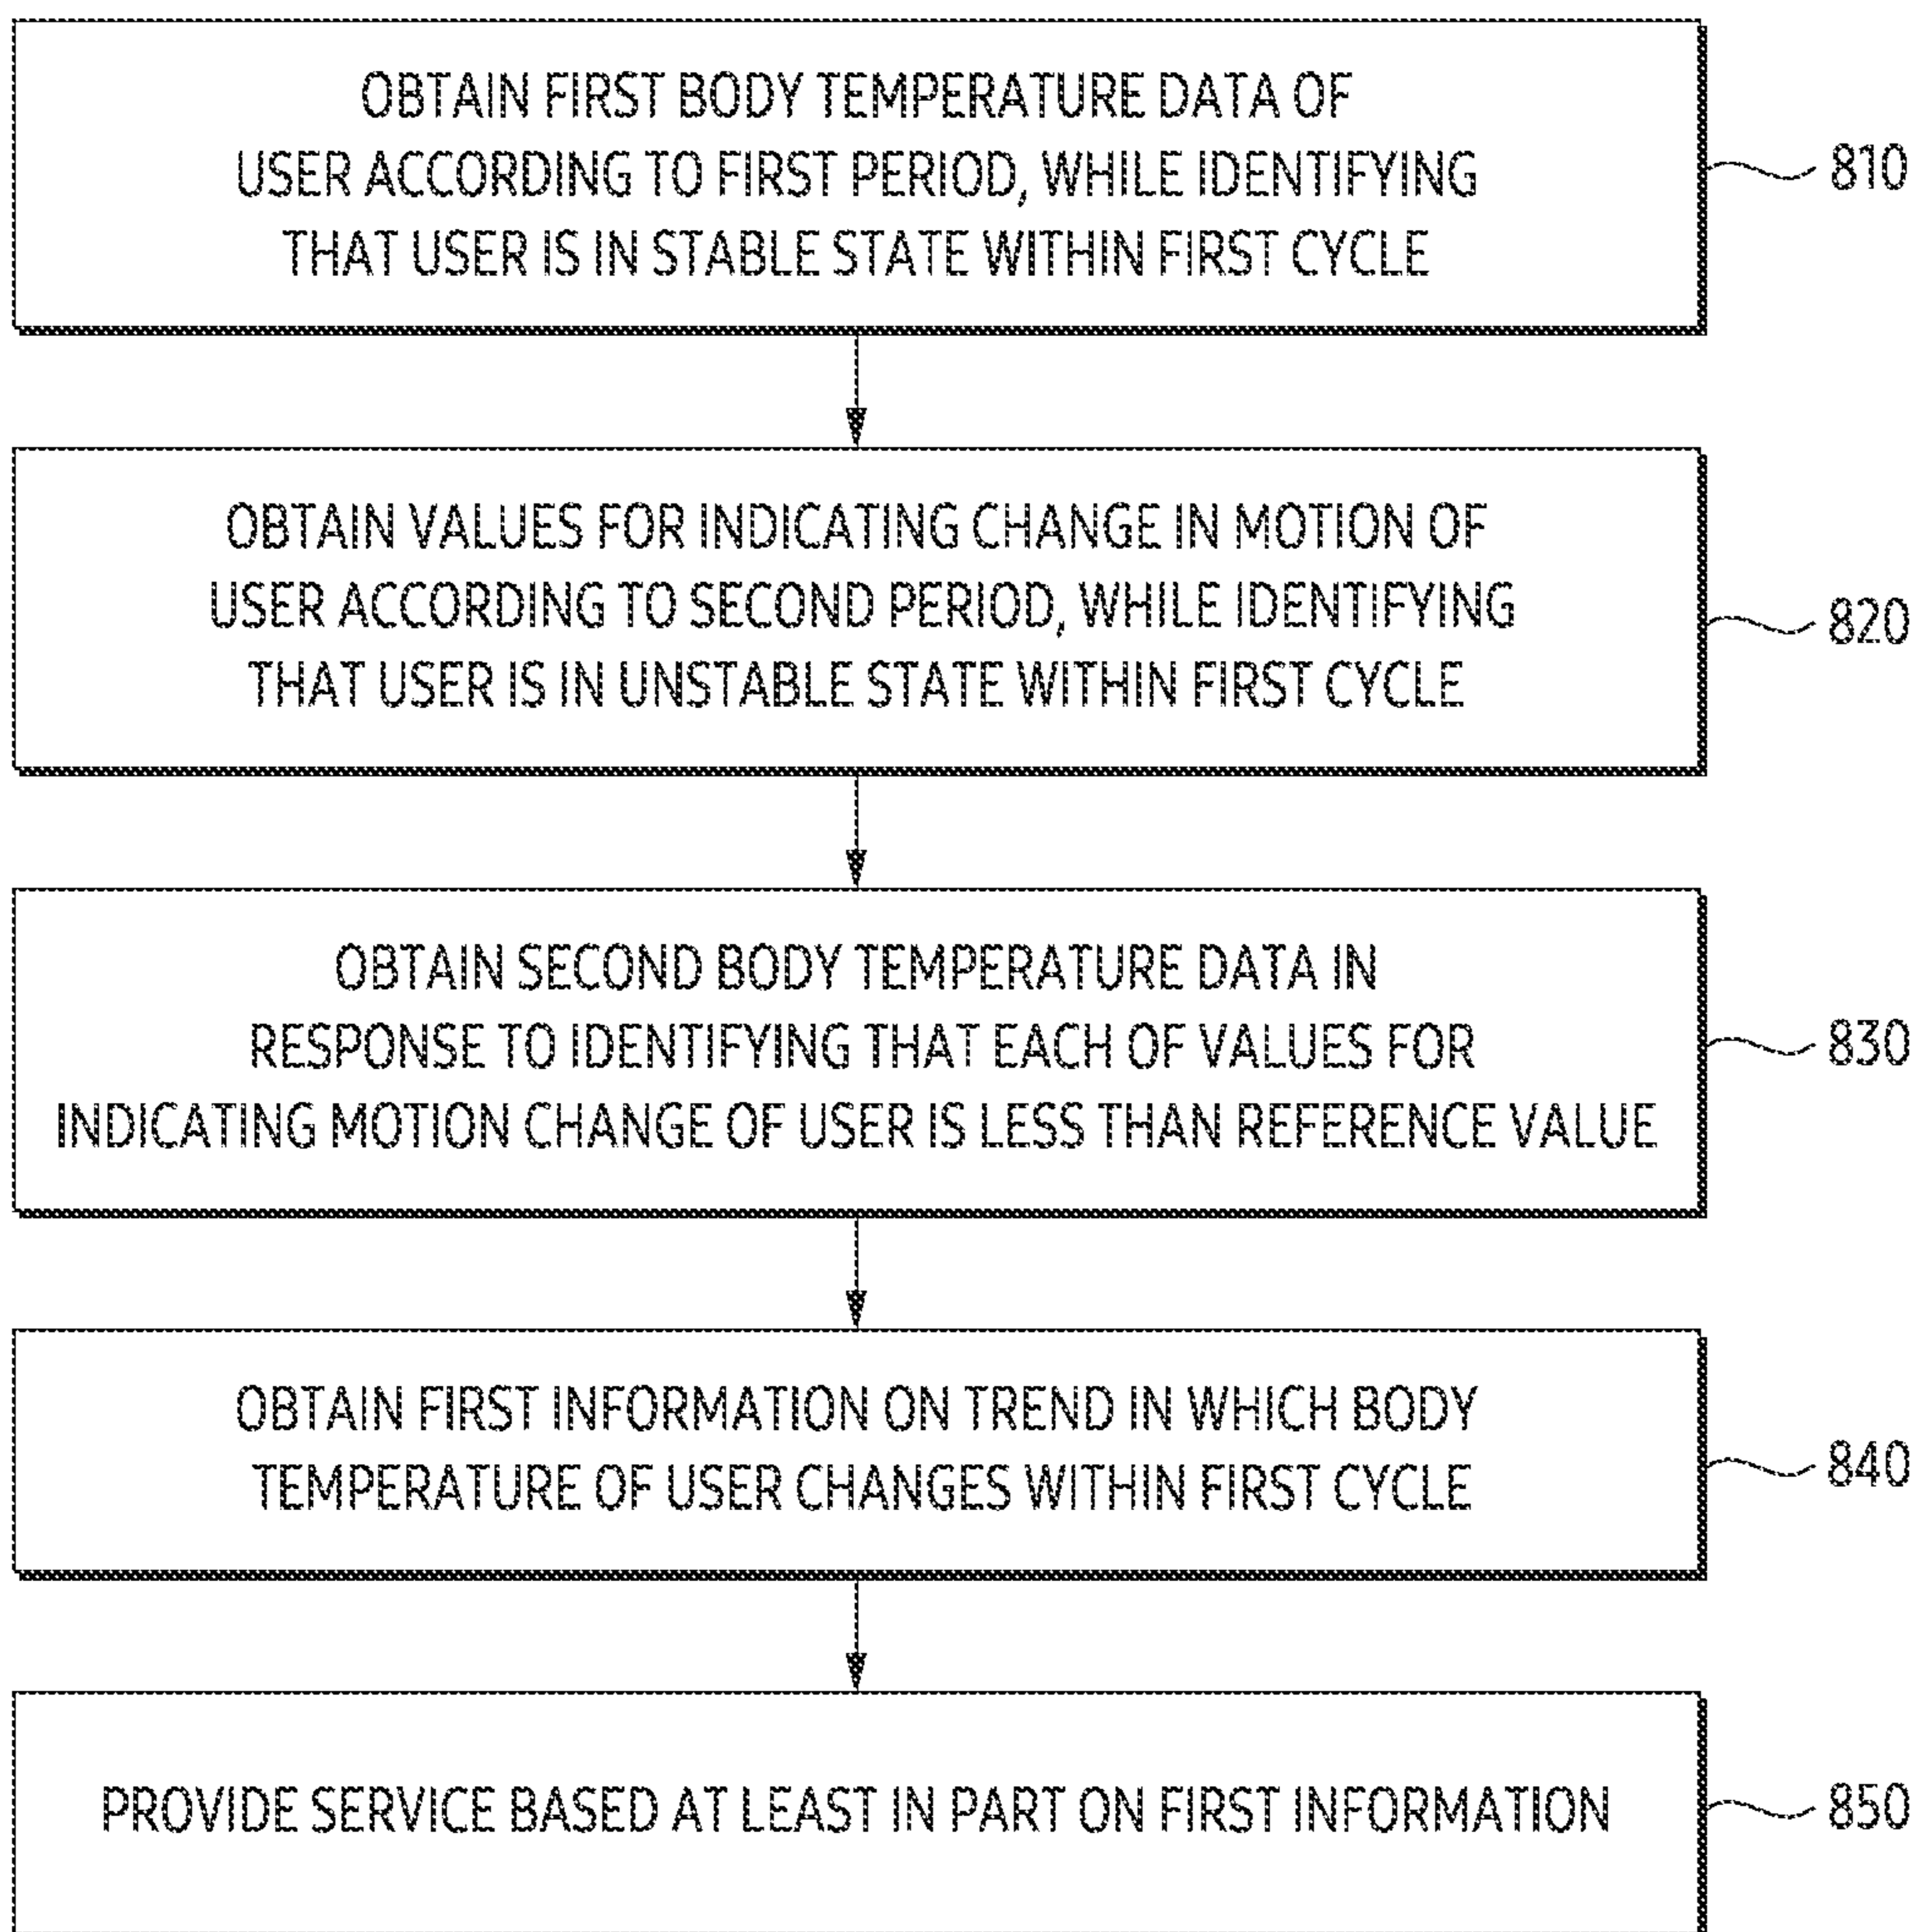 OBTAIN FIRST BODY TEMPERATURE DATA OF
USER ACCORDING TO FIRST PERIOD, WHILE IDENTIFYING
THAT USER IS IN STABLE STATE WITHIN FIRST CYCLE
810
OBTAIN VALUES FOR INDICATING CHANGE IN MOTION OF
USER ACCORDING TO SECOND PERIOD, WHILE IDENTIFYING
THAT USER IS IN UNSTABLE STATE WITHIN FIRST CYCLE
820
OBTAIN SECOND BODY TEMPERATURE DATA IN
RESPONSE TO IDENTIFYING THAT EACH OF VALUES FOR
INDICATING MOTION CHANGE OF USER IS LESS THAN REFERENCE VALUE
830
OBTAIN FIRST INFORMATION ON TREND IN WHICH BODY
TEMPERATURE OF USER CHANGES WITHIN FIRST CYCLE
840
PROVIDE SERVICE BASED AT LEAST IN PART ON FIRST INFORMATION
850